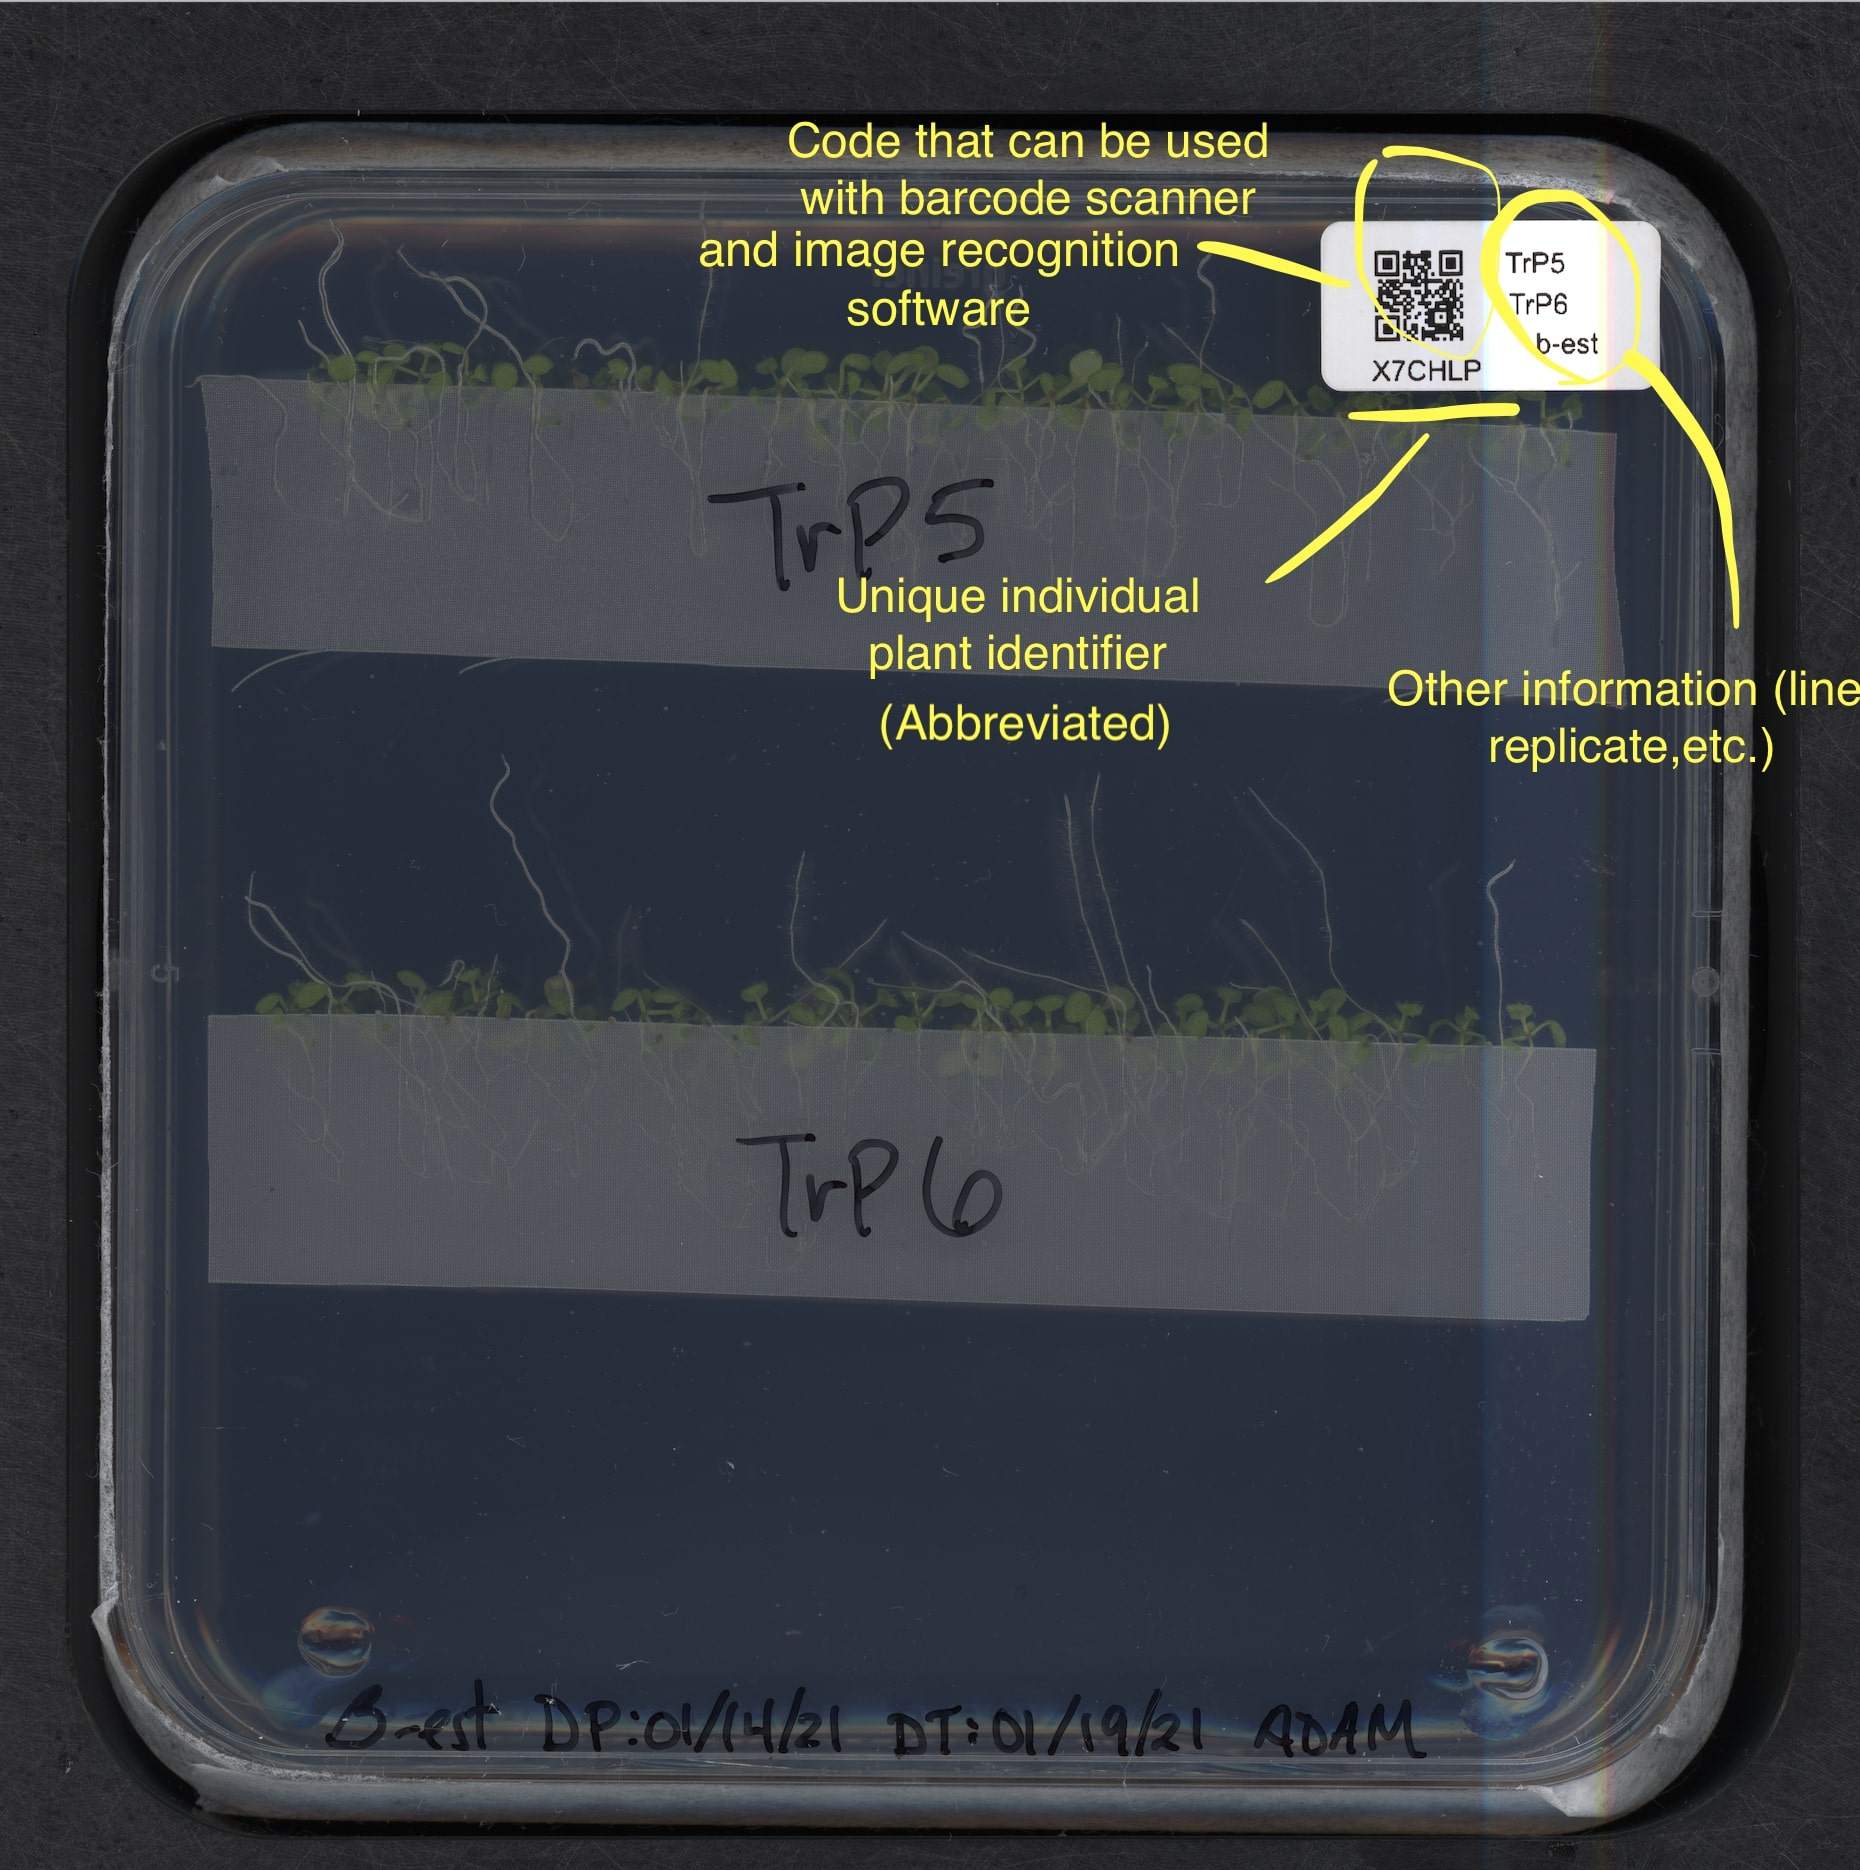 Code that can be used
with barcode scanner
and image recognition
software
TrP5
TrP6
b-est
X7CHLP
TrP5
Unique individual
plant identifier
(Abbreviated)
Other information (line
replicate,etc.)
5
TrP6
B-est DP:01/14/21 DT:01/19/21 ADAM